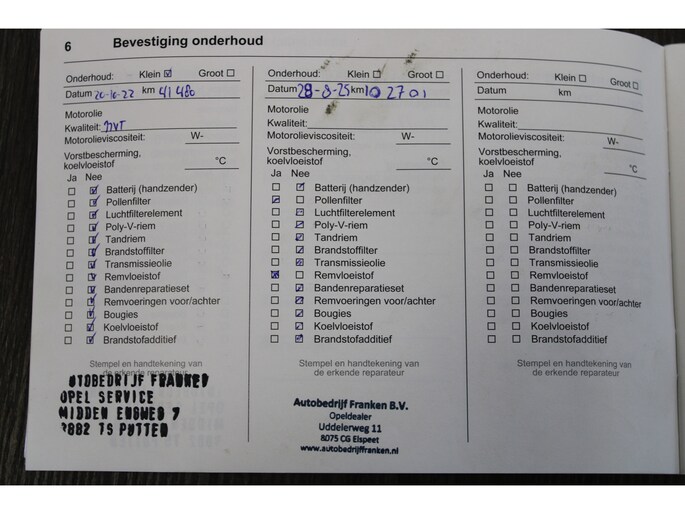 6 Bevestiging onderhoud
Onderhoud: Klein Groot
Datum 20-10-22 km 41480
Motorolie
Kwaliteit:
Motorolieviscositeit: W-
Vorstbescherming,
koelvloeistof °C
Ja Nee
Batterij (handzender)
Pollenfilter
Luchtfilterelement
Poly-V-riem
Tandriem
Brandstoffilter
Transmissieolie
Remvloeistof
Bandenreparatieset
Remvoeringen voor/achter
Bougies
Koelvloeistof
Brandstofadditief
Stempel en handtekening van
de erkende reparateur
AUTOBEDRIJF FRANKEN
OPEL SERVICE
MIDDEN ENGWEG 7
3882 TS PUTTEN
Onderhoud: Klein Groot
Datum 28-8-25 km 102701
Motorolie
Kwaliteit:
Motorolieviscositeit: W-
Vorstbescherming,
koelvloeistof °C
Ja Nee
Batterij (handzender)
Pollenfilter
Luchtfilterelement
Poly-V-riem
Tandriem
Brandstoffilter
Transmissieolie
Remvloeistof
Bandenreparatieset
Remvoeringen voor/achter
Bougies
Koelvloeistof
Brandstofadditief
Stempel en handtekening van
de erkende reparateur
Autobedrijf Franken B.V.
Opeldealer
Uddelerweg 11
8075 CG Elspeet
www.autobedrijffranken.nl
Onderhoud: Klein Groot
Datum km
Motorolie
Kwaliteit:
Motorolieviscositeit: W-
Vorstbescherming,
koelvloeistof °C
Ja Nee
Batterij (handzender)
Pollenfilter
Luchtfilterelement
Poly-V-riem
Tandriem
Brandstoffilter
Transmissieolie
Remvloeistof
Bandenreparatieset
Remvoeringen voor/achter
Bougies
Koelvloeistof
Brandstofadditief
Stempel en handtekening van
de erkende reparateur